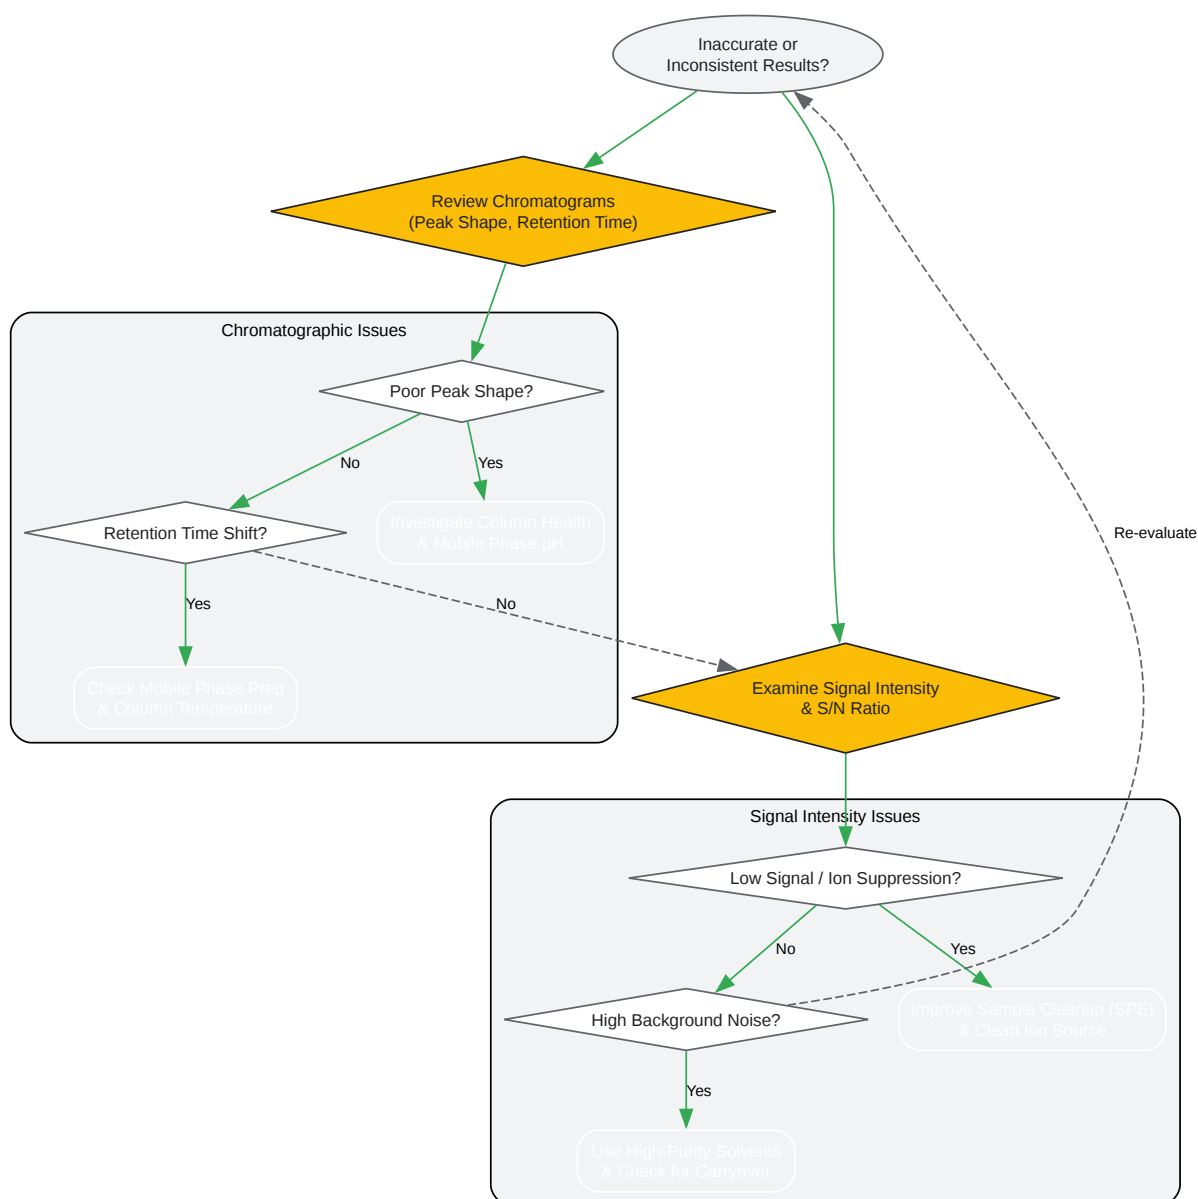 Inaccurate or
Inconsistent Results?
Review Chromatograms
(Peak Shape, Retention Time)
Chromatographic Issues
Poor Peak Shape?
No
Yes
Retention Time Shift?
Investigate Column Health
& Mobile Phase pH
Re-evaluate
Yes
No
Check Mobile Phase Prep
& Column Temperature
Examine Signal Intensity
& S/N Ratio
Signal Intensity Issues
Low Signal / Ion Suppression?
No
Yes
High Background Noise?
Improve Sample Cleanup (SPE)
& Clean Ion Source
Yes
Use High-Purity Solvents
& Check for Carryover